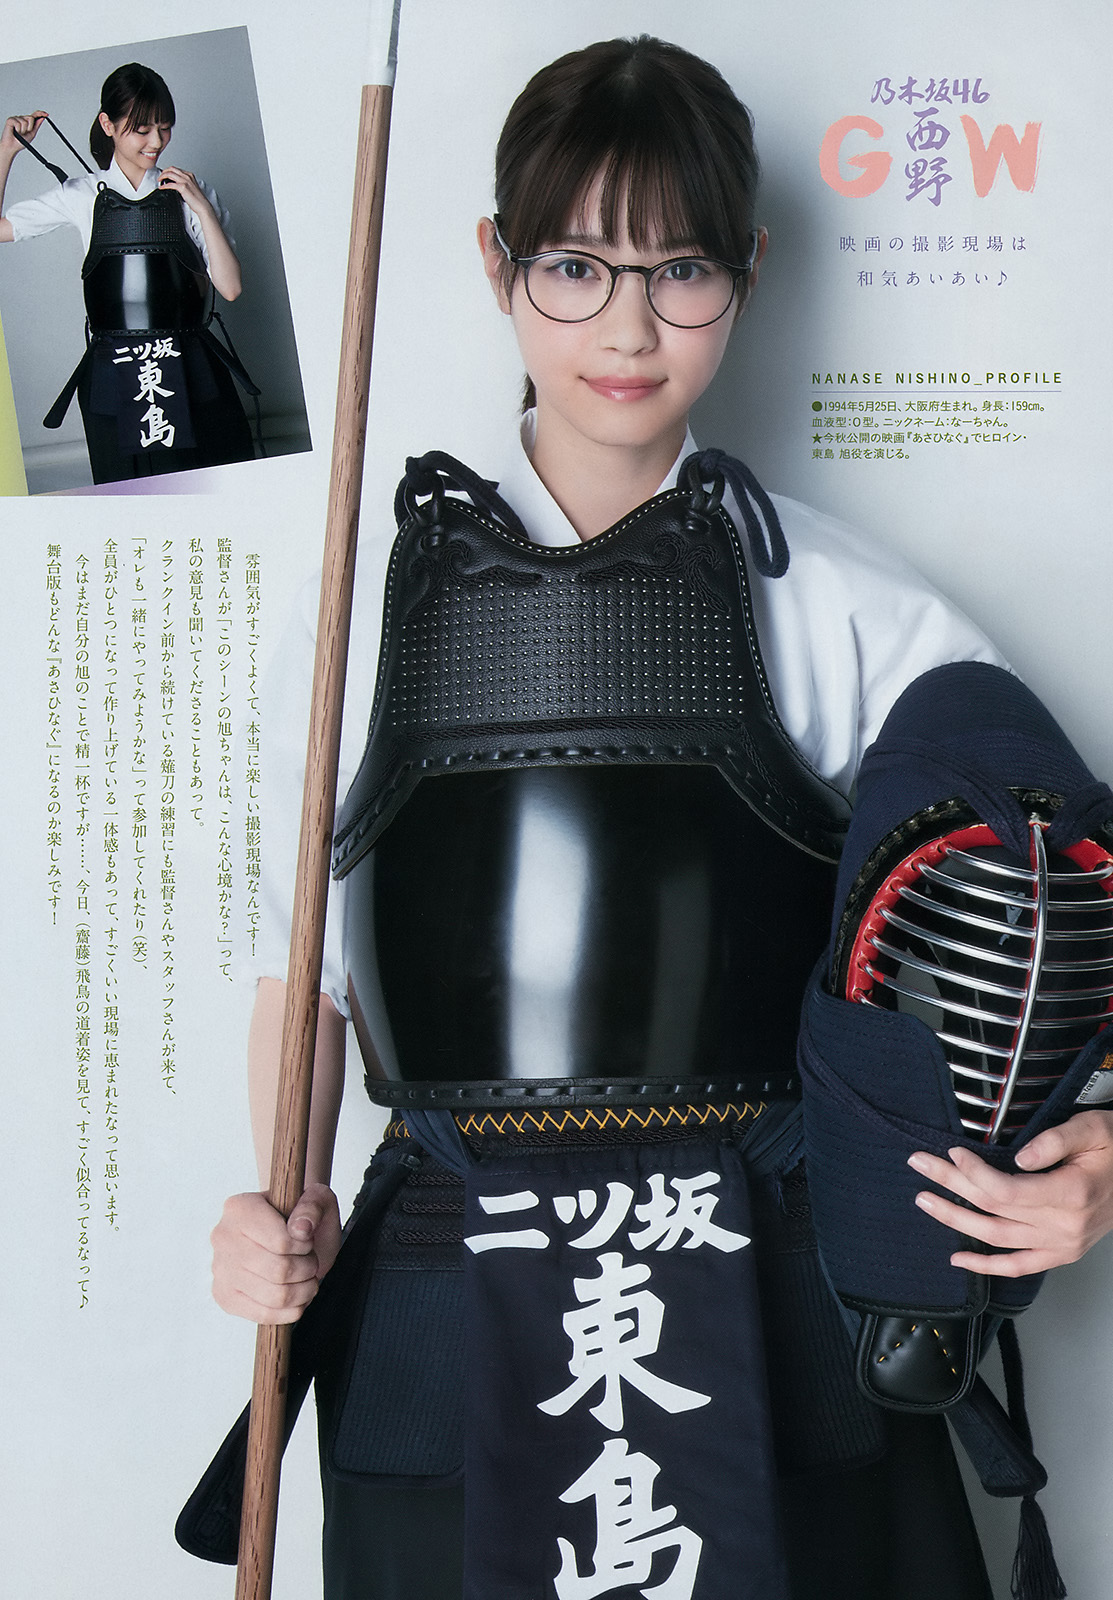 乃木坂46
G西野W
映画の撮影現場は
和気あいあい♪
NANASE NISHINO_PROFILE
●1994年5月25日、大阪府生まれ。身長：159cm。
血液型：O型。ニックネーム：なーちゃん。
★今秋公開の映画『あさひなぐ』でヒロイン・
東島 旭役を演じる。
二ツ坂
東島
雰囲気がすごくよくて、本当に楽しい撮影現場なんです！
監督さんが「このシーンの旭ちゃんは、こんな心境かな？」って、
私の意見も聞いてくださることもあって。
クランクイン前から続けている薙刀の練習にも監督さんやスタッフさんが来て、
「オレも一緒にやってみようかな」って参加してくれたり（笑）、
全員がひとつになって作り上げている一体感もあって、すごくいい現場に恵まれたなって思います。
今はまだ自分の旭のことで精一杯ですが……、今日、（齋藤）飛鳥の道着姿を見て、すごく似合ってるなって♪
舞台版もどんな『あさひなぐ』になるのか楽しみです！
二ツ坂
東島